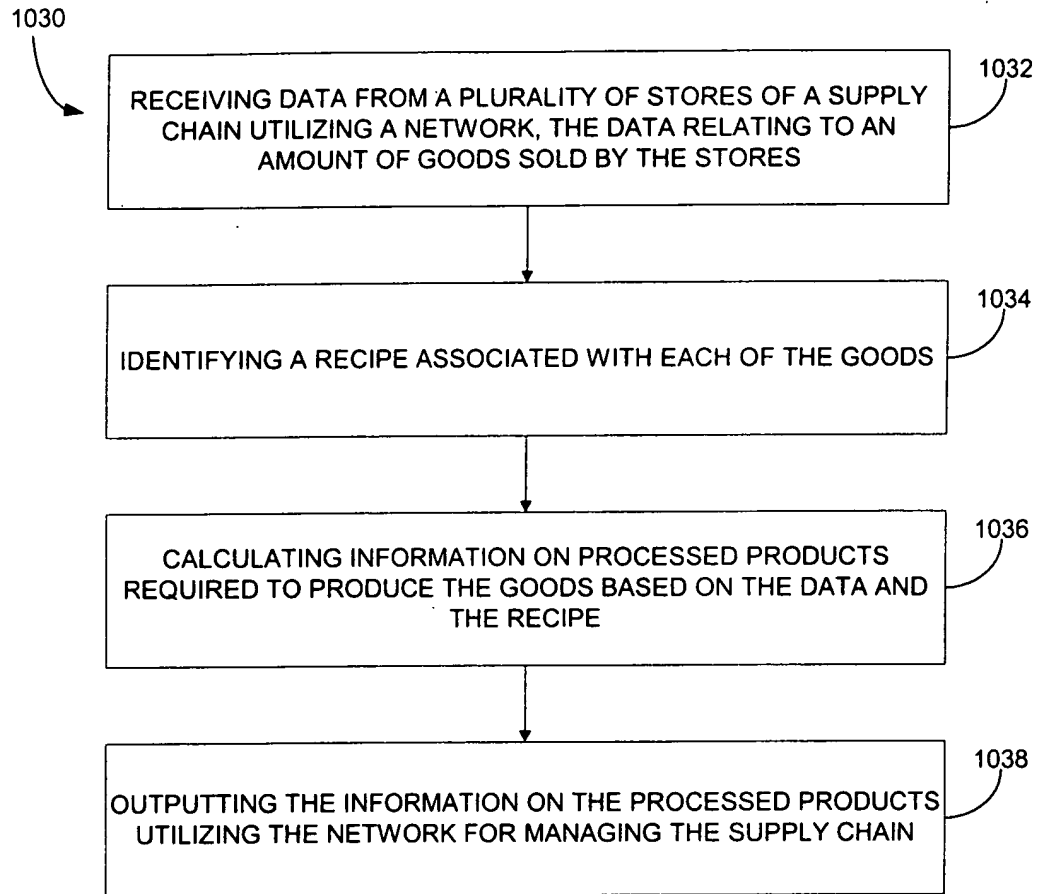 1030
1032
RECEIVING DATA FROM A PLURALITY OF STORES OF A SUPPLY
CHAIN UTILIZING A NETWORK, THE DATA RELATING TO AN
AMOUNT OF GOODS SOLD BY THE STORES
1034
IDENTIFYING A RECIPE ASSOCIATED WITH EACH OF THE GOODS
1036
CALCULATING INFORMATION ON PROCESSED PRODUCTS
REQUIRED TO PRODUCE THE GOODS BASED ON THE DATA AND
THE RECIPE
1038
OUTPUTTING THE INFORMATION ON THE PROCESSED PRODUCTS
UTILIZING THE NETWORK FOR MANAGING THE SUPPLY CHAIN